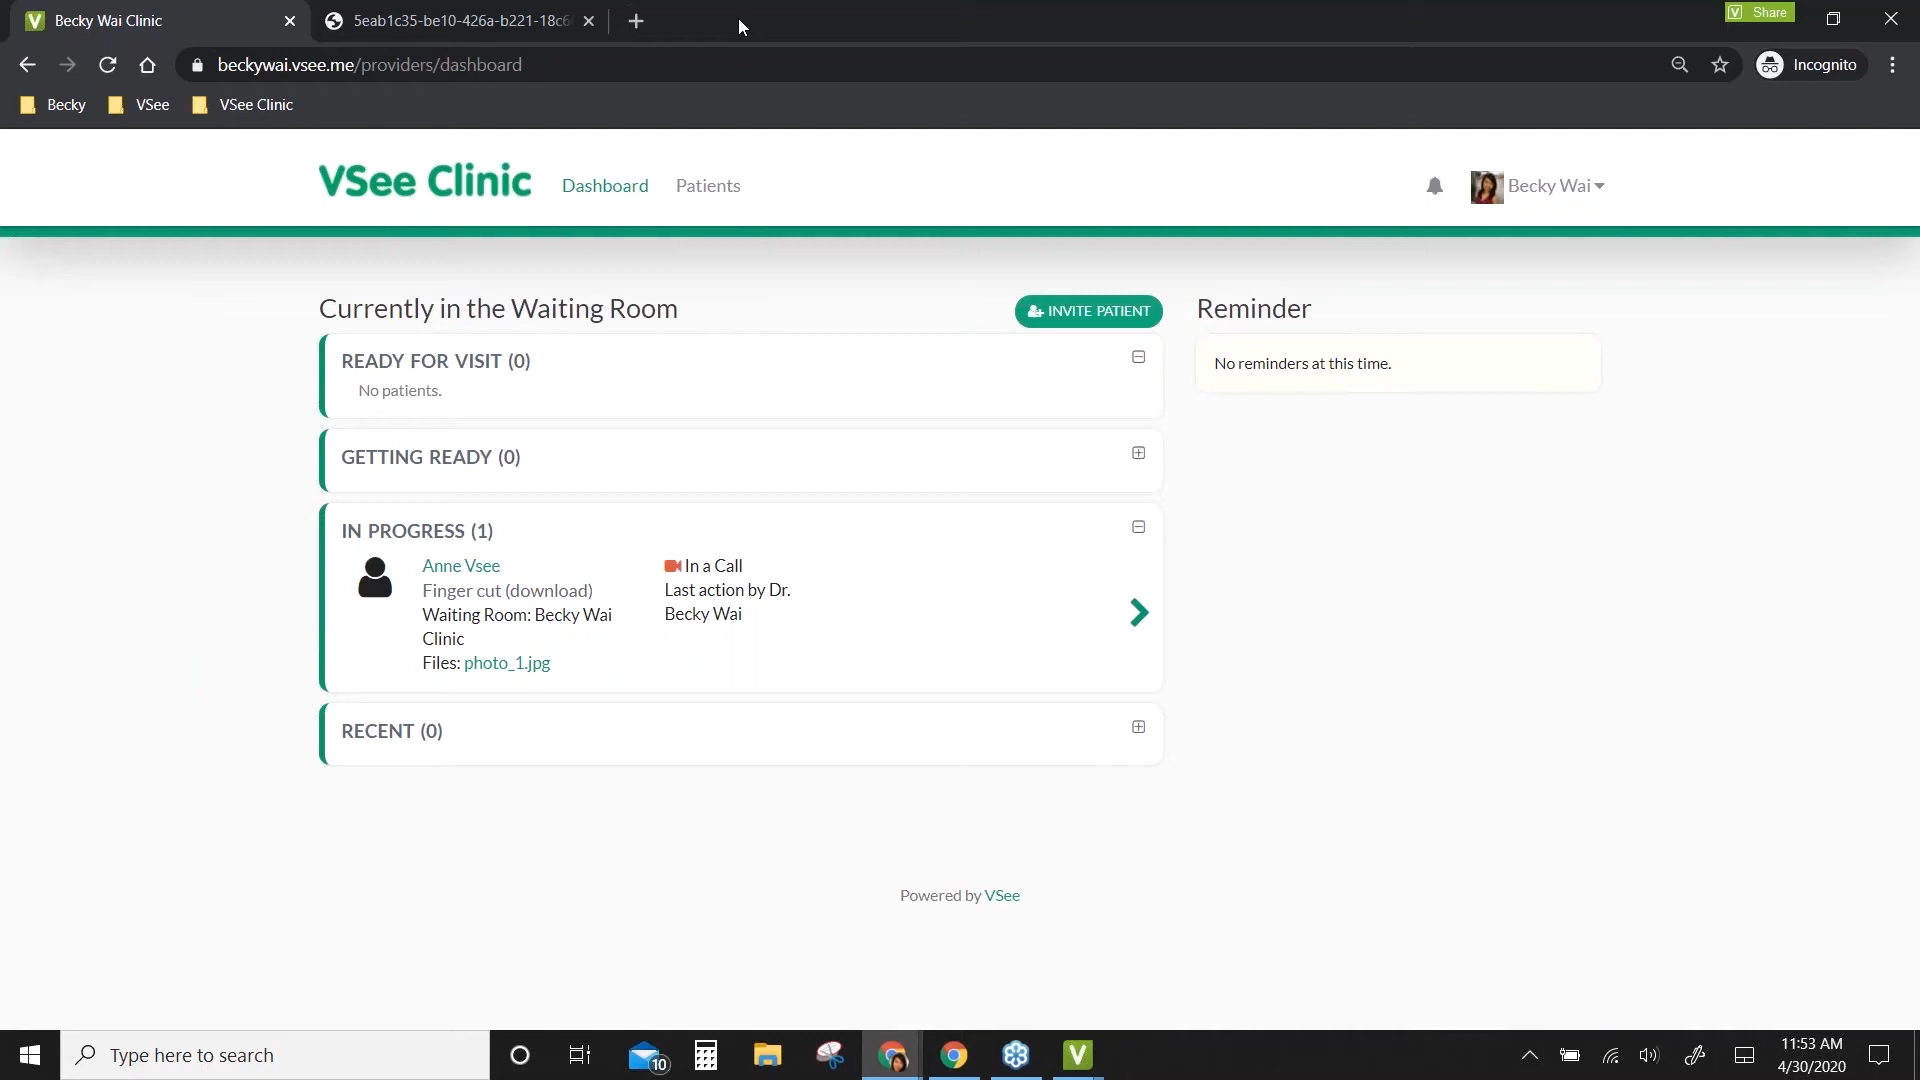 Becky Wai Clinic
5eab1c35-be10-426a-b221-18c6
Share
beckywai.vsee.me/providers/dashboard
Incognito
Becky
VSee
VSee Clinic
VSee Clinic
Dashboard
Patients
Becky Wai
Currently in the Waiting Room
INVITE PATIENT
Reminder
READY FOR VISIT (0)
No patients.
No reminders at this time.
GETTING READY (0)
IN PROGRESS (1)
Anne Vsee
Finger cut (download)
Waiting Room: Becky Wai
Clinic
Files: photo_1.jpg
In a Call
Last action by Dr.
Becky Wai
RECENT (0)
Powered by VSee
Type here to search
10
11:53 AM
4/30/2020